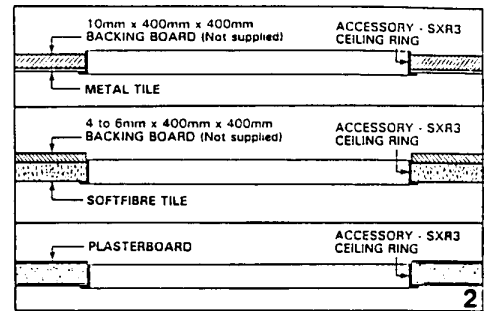 10mm x 400mm x 400mm
BACKING BOARD (Not supplied)
ACCESSORY - SXR3
CEILING RING
METAL TILE
4 to 6mm x 400mm x 400mm
BACKING BOARD (Not supplied)
ACCESSORY - SXR3
CEILING RING
SOFTFIBRE TILE
PLASTERBOARD
ACCESSORY - SXR3
CEILING RING
2